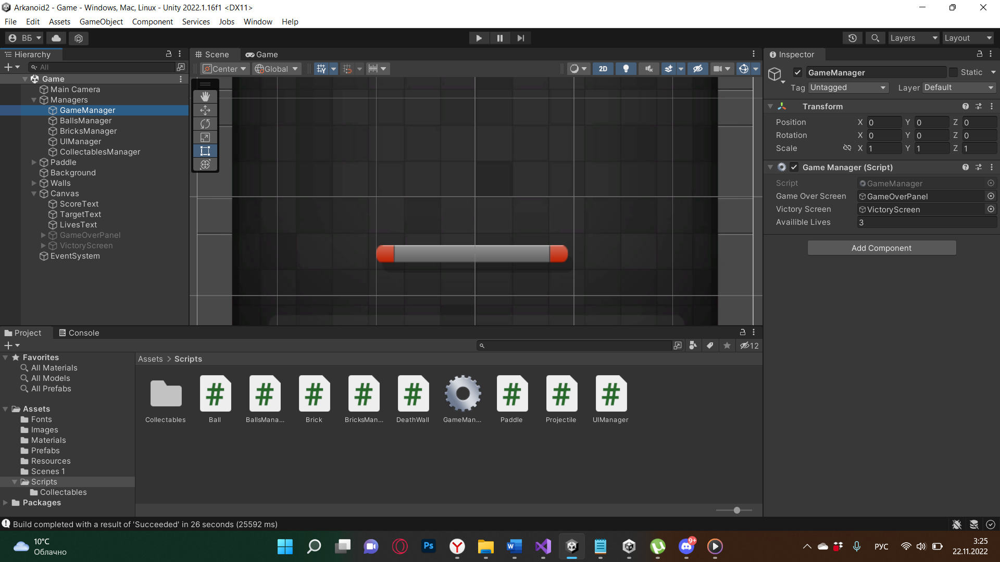 Arkanoid2 - Game - Windows, Mac, Linux - Unity 2022.1.16f1 <DX11>
File Edit Assets GameObject Component Services Jobs Window Help
ВБ Layers Layout
Hierarchy
All
Game
Main Camera
Managers
GameManager
BallsManager
BricksManager
UIManager
CollectablesManager
Paddle
Background
Walls
Canvas
ScoreText
TargetText
LivesText
GameOverPanel
VictoryScreen
EventSystem
Scene Game
Center Global 2D
Inspector
GameManager Static
Tag Untagged Layer Default
Transform
Position X 0 Y 0 Z 0
Rotation X 0 Y 0 Z 0
Scale X 1 Y 1 Z 1
Game Manager (Script)
Script GameManager
Game Over Screen GameOverPanel
Victory Screen VictoryScreen
Availible Lives 3
Add Component
Project Console
12
Favorites
All Materials
All Models
All Prefabs
Assets
Fonts
Images
Materials
Prefabs
Resources
Scenes 1
Scripts
Collectables
Packages
Assets > Scripts
Collectables Ball BallsMana... Brick BricksMan... DeathWall GameMan... Paddle Projectile UIManager
Build completed with a result of 'Succeeded' in 26 seconds (25592 ms)
10°C
Облачно
Ps
W
9+
РУС
3:25
22.11.2022